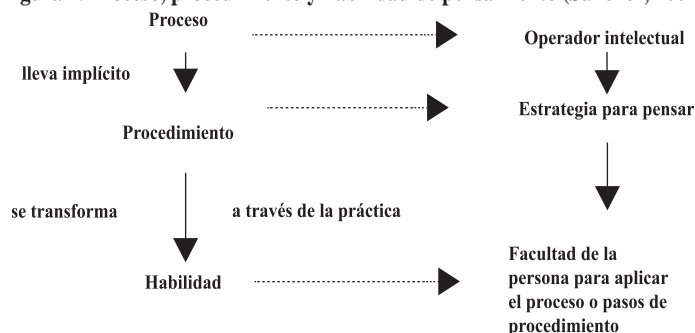 Proceso
Operador intelectual
lleva implícito
Estrategia para pensar
Procedimiento
se transforma
a través de la práctica
Habilidad
Facultad de la
persona para aplicar
el proceso o pasos de
procedimiento